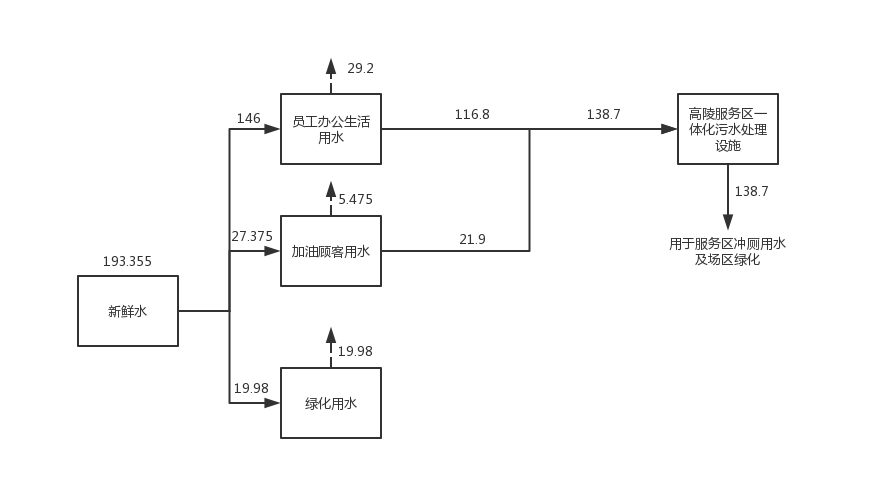 29.2
146
员工办公生活
用水
116.8
138.7
高陵服务区一
体化污水处理
设施
5.475
138.7
27.375
加油顾客用水
21.9
用于服务区冲厕用水
及场区绿化
193.355
新鲜水
19.98
19.98
绿化用水